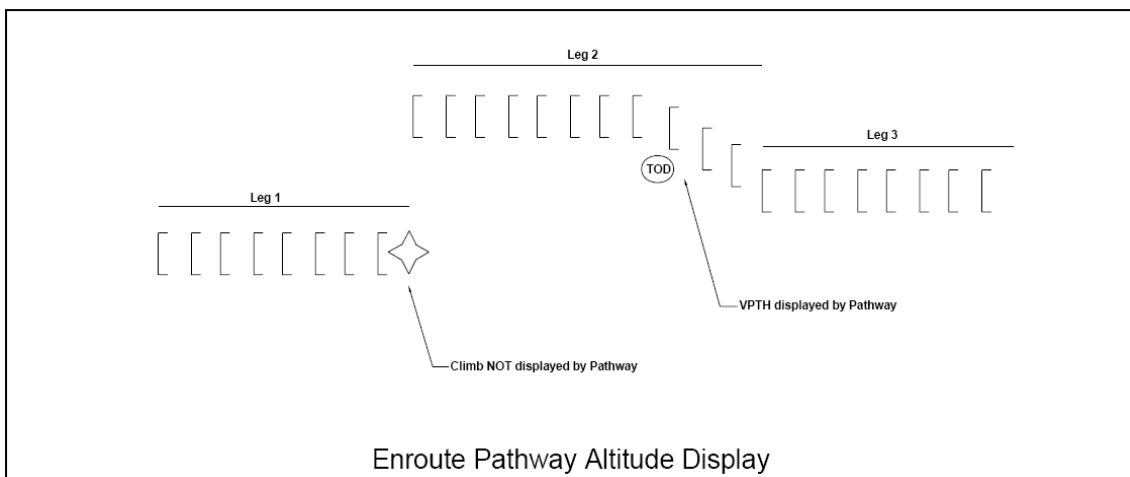 Leg 2
Leg 3
TOD
Leg 1
VPTH displayed by Pathway
Climb NOT displayed by Pathway
Enroute Pathway Altitude Display